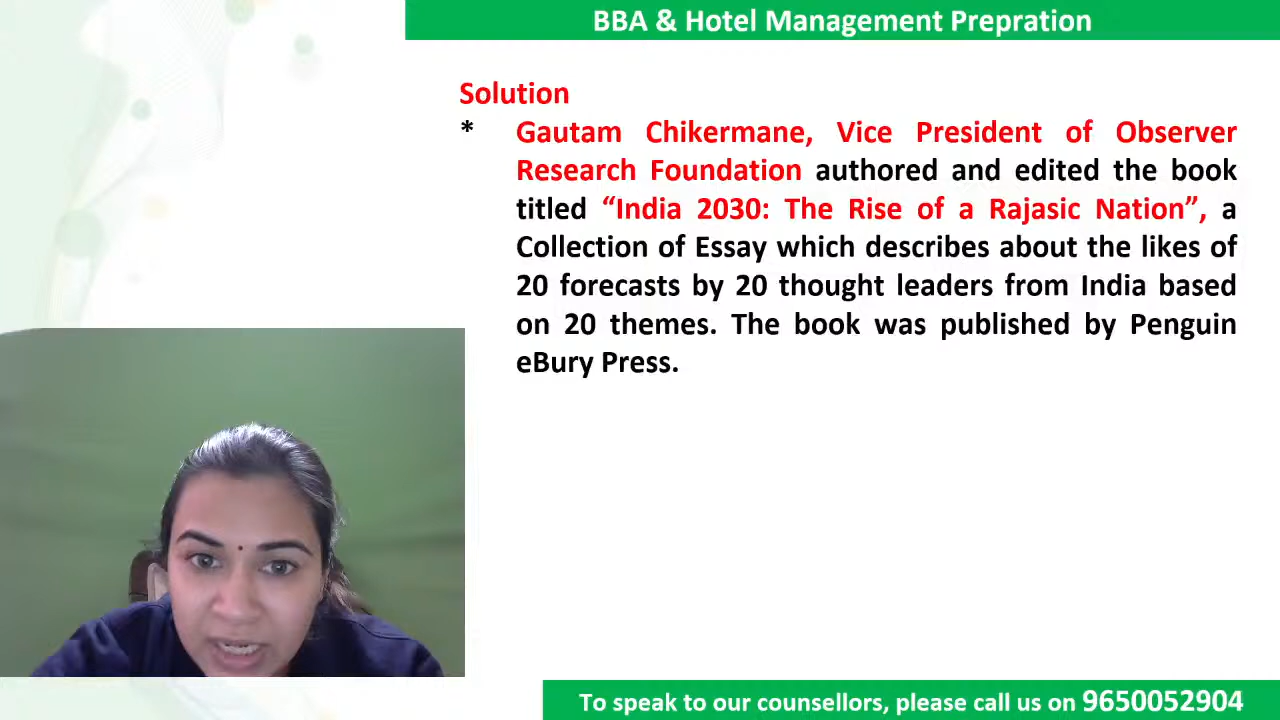 BBA & Hotel Management Prepration
Solution
* Gautam Chikermane, Vice President of Observer
Research Foundation authored and edited the book
titled “India 2030: The Rise of a Rajasic Nation”, a
Collection of Essay which describes about the likes of
20 forecasts by 20 thought leaders from India based
on 20 themes. The book was published by Penguin
eBury Press.
To speak to our counsellors, please call us on 9650052904